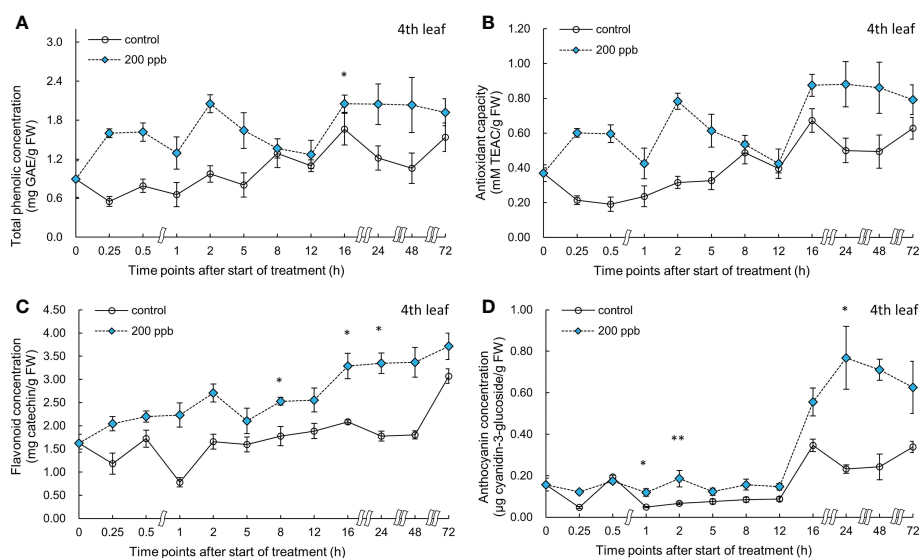 A
4th leaf
control
200 ppb
Total phenolic concentration
(mg GAE/g FW)
3.0
2.4
1.8
1.2
0.6
0.0
*
0 0.25 0.5 1 2 5 8 12 16 24 48 72
Time points after start of treatment (h)
B
4th leaf
control
200 ppb
Antioxidant capacity
(mM TEAC/g FW)
1.20
1.00
0.80
0.60
0.40
0.20
0.00
0 0.25 0.5 1 2 5 8 12 16 24 48 72
Time points after start of treatment (h)
C
4th leaf
control
200 ppb
Flavonoid concentration
(mg catechin/g FW)
4.50
4.00
3.50
3.00
2.50
2.00
1.50
1.00
0.50
0.00
* * *
0 0.25 0.5 1 2 5 8 12 16 24 48 72
Time points after start of treatment (h)
D
4th leaf
control
200 ppb
Anthocyanin concentration
(µg cyanidin-3-glucoside/g FW)
1.00
0.80
0.60
0.40
0.20
0.00
* ** *
0 0.25 0.5 1 2 5 8 12 16 24 48 72
Time points after start of treatment (h)